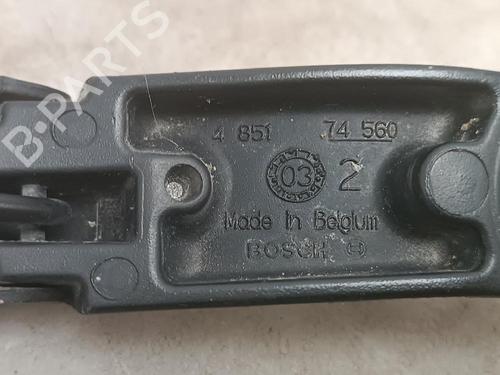 B-PARTS
4 851 74 560
03 2
Made In Belgium
BOSCH